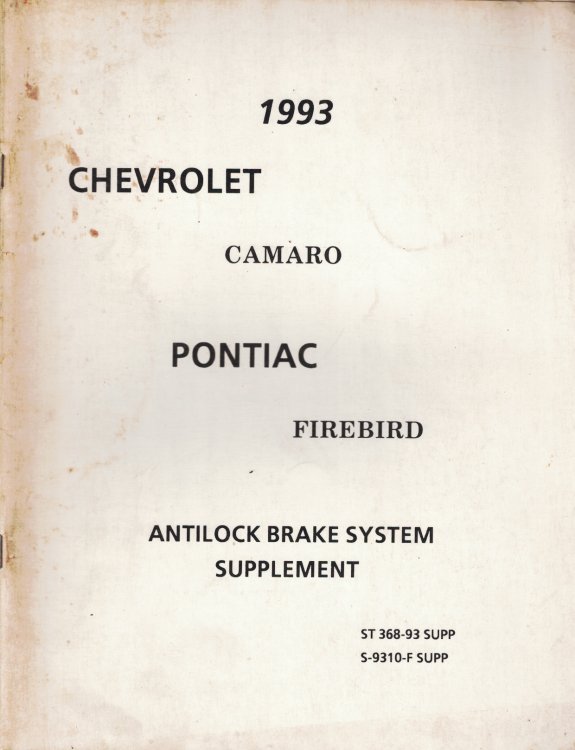 1993
CHEVROLET
CAMARO
PONTIAC
FIREBIRD
ANTILOCK BRAKE SYSTEM
SUPPLEMENT
ST 368-93 SUPP
S-9310-F SUPP